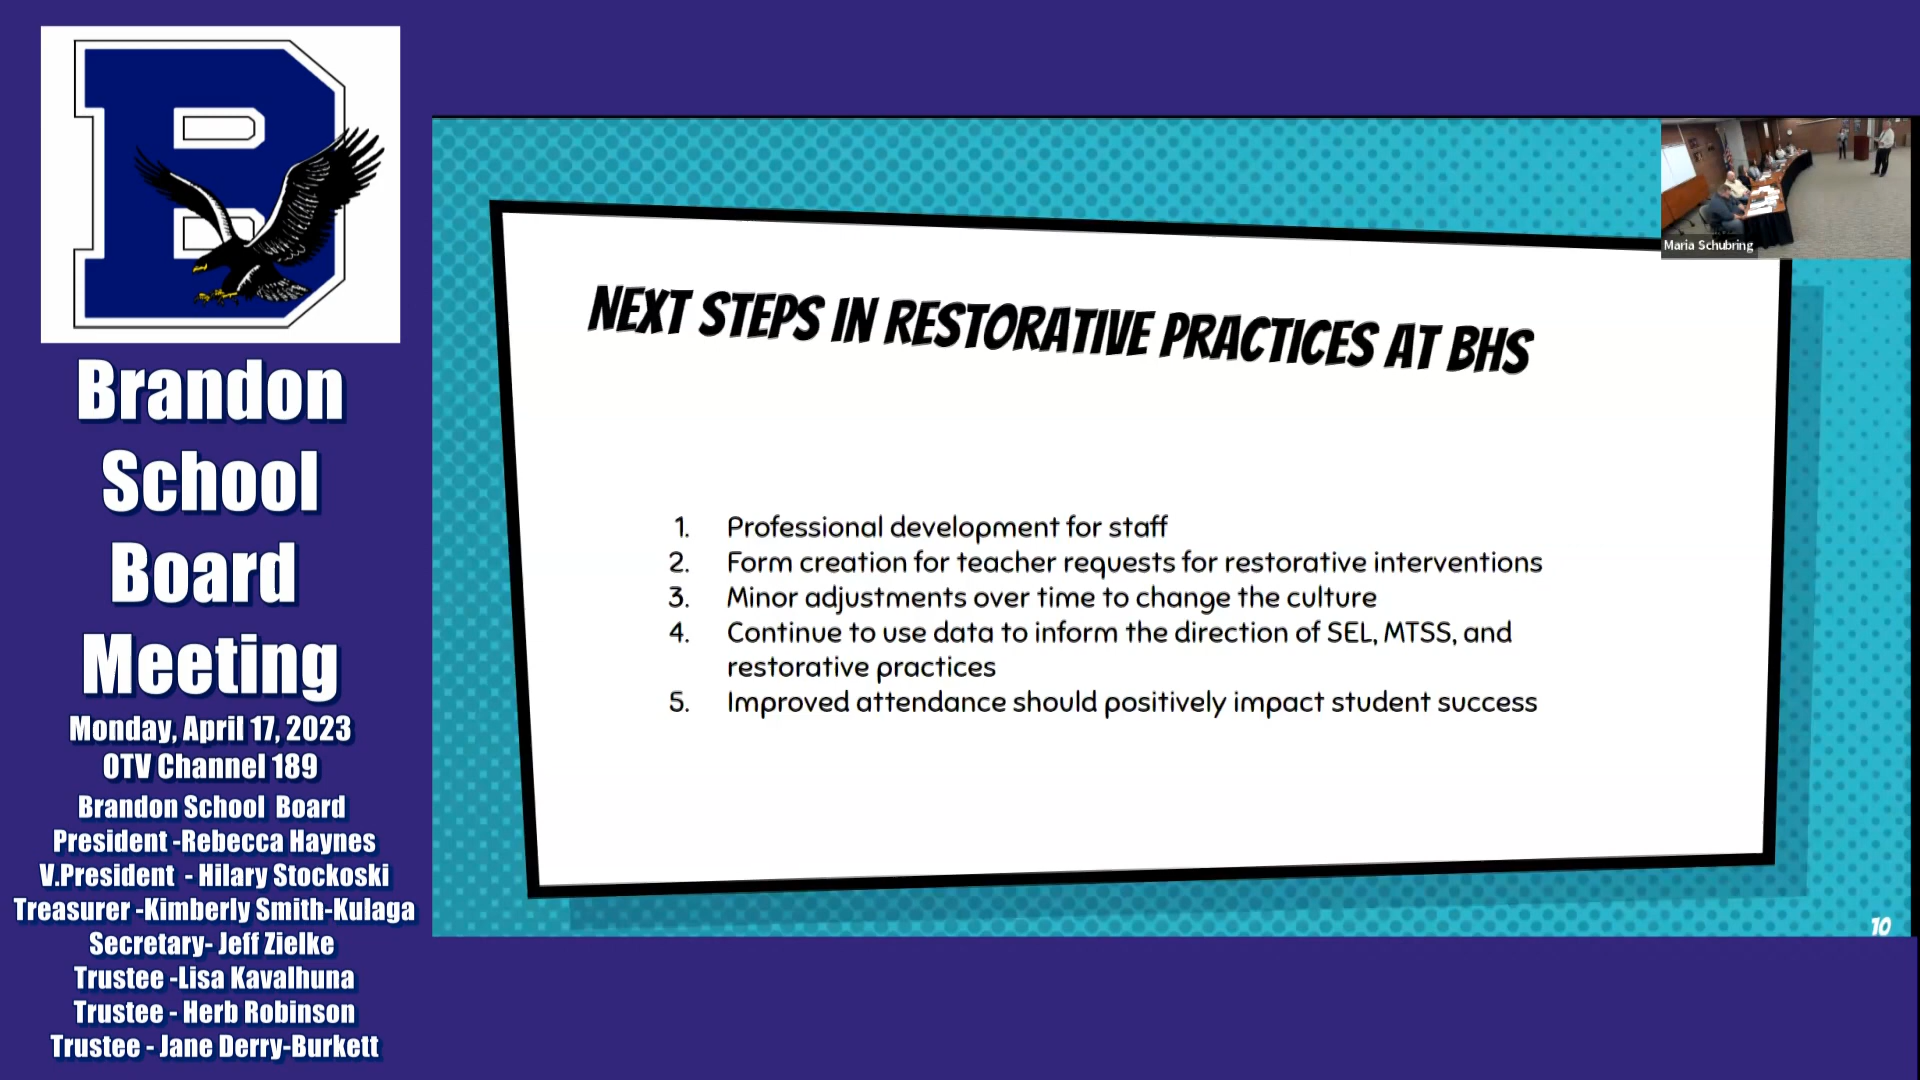 B
Brandon
School
Board
Meeting
Monday, April 17, 2023
OTV Channel 189
Brandon School Board
President -Rebecca Haynes
V.President - Hilary Stockoski
Treasurer -Kimberly Smith-Kulaga
Secretary- Jeff Zielke
Trustee -Lisa Kavalhuna
Trustee - Herb Robinson
Trustee - Jane Derry-Burkett
NEXT STEPS IN RESTORATIVE PRACTICES AT BHS
1. Professional development for staff
2. Form creation for teacher requests for restorative interventions
3. Minor adjustments over time to change the culture
4. Continue to use data to inform the direction of SEL, MTSS, and
restorative practices
5. Improved attendance should positively impact student success
Maria Schubring
10